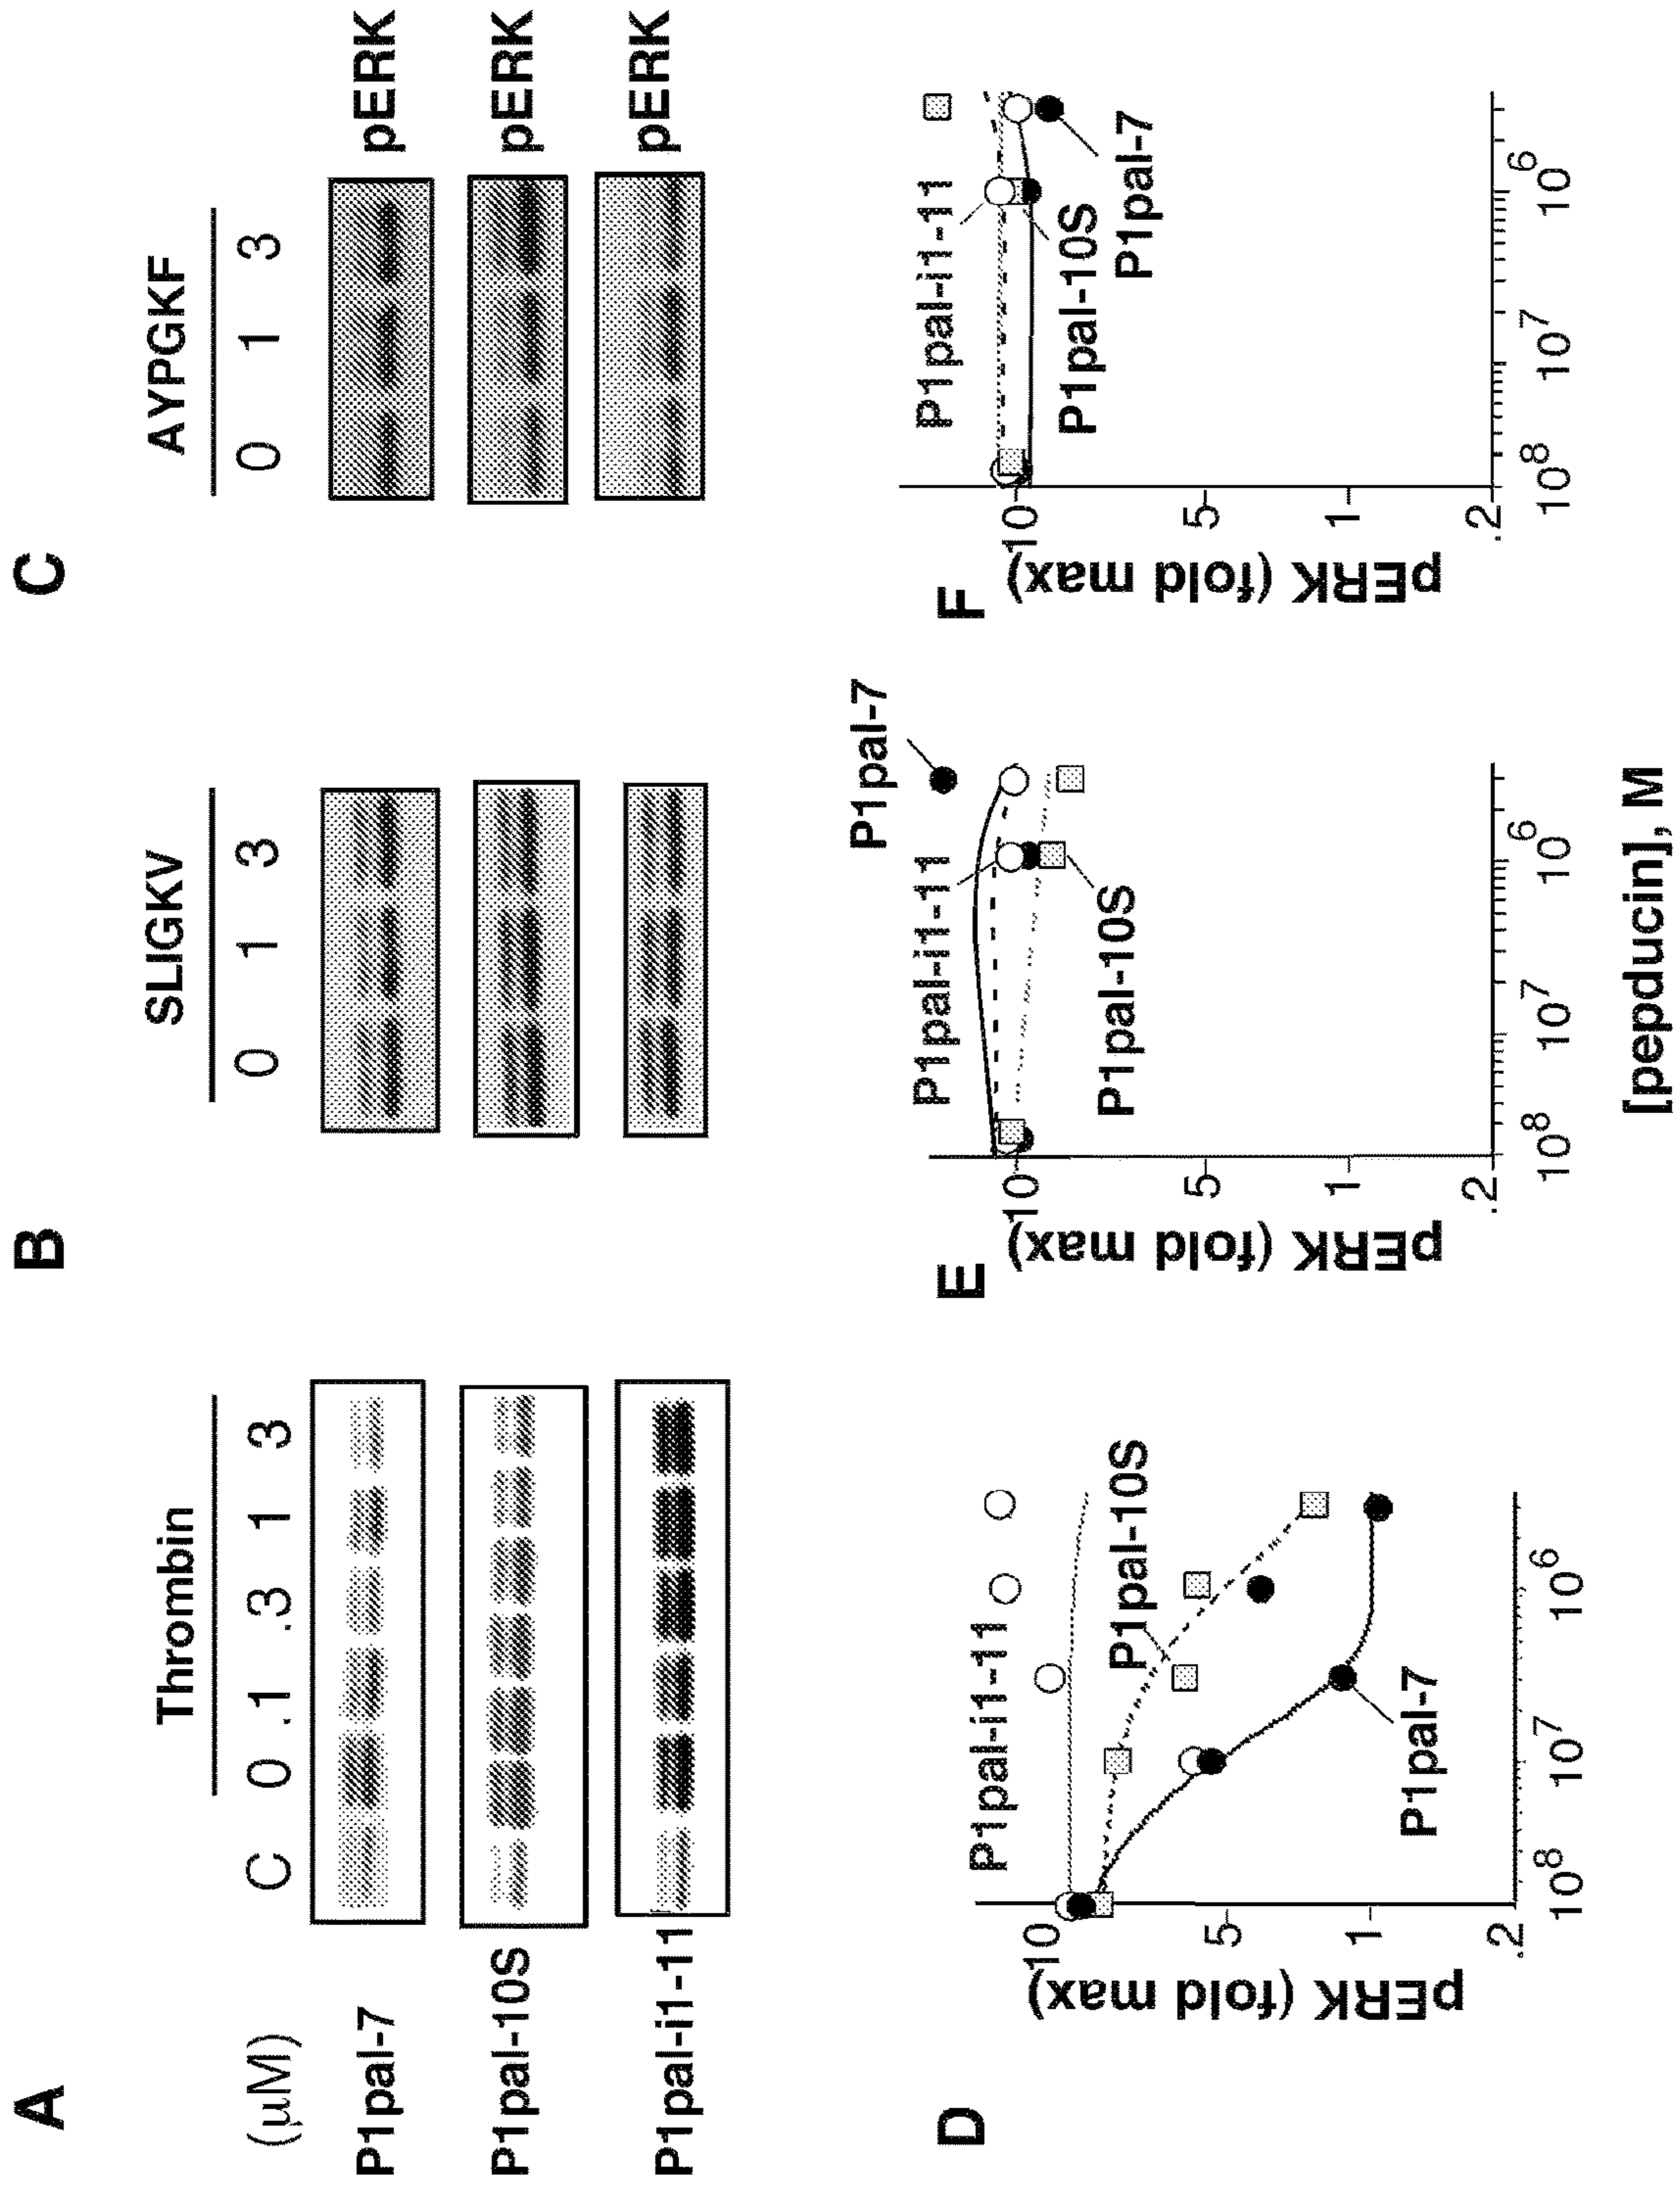 A
B
C
Thrombin
SLIGKV
AYPGKF
(μM) C 0 .1 .3 1 3
0 1 3
0 1 3
P1pal-7
pERK
P1pal-10S
pERK
P1pal-i1-11
pERK
D
pERK (fold max)
10
5
1
.2
P1pal-i1-11
P1pal-10S
P1pal-7
10⁸ 10⁷ 10⁶
E
pERK (fold max)
10
5
1
.2
P1pal-7
P1pal-i1-11
P1pal-10S
10⁸ 10⁷ 10⁶
[pepducin], M
F
pERK (fold max)
10
5
1
.2
P1pal-i1-11
P1pal-10S
P1pal-7
10⁸ 10⁷ 10⁶